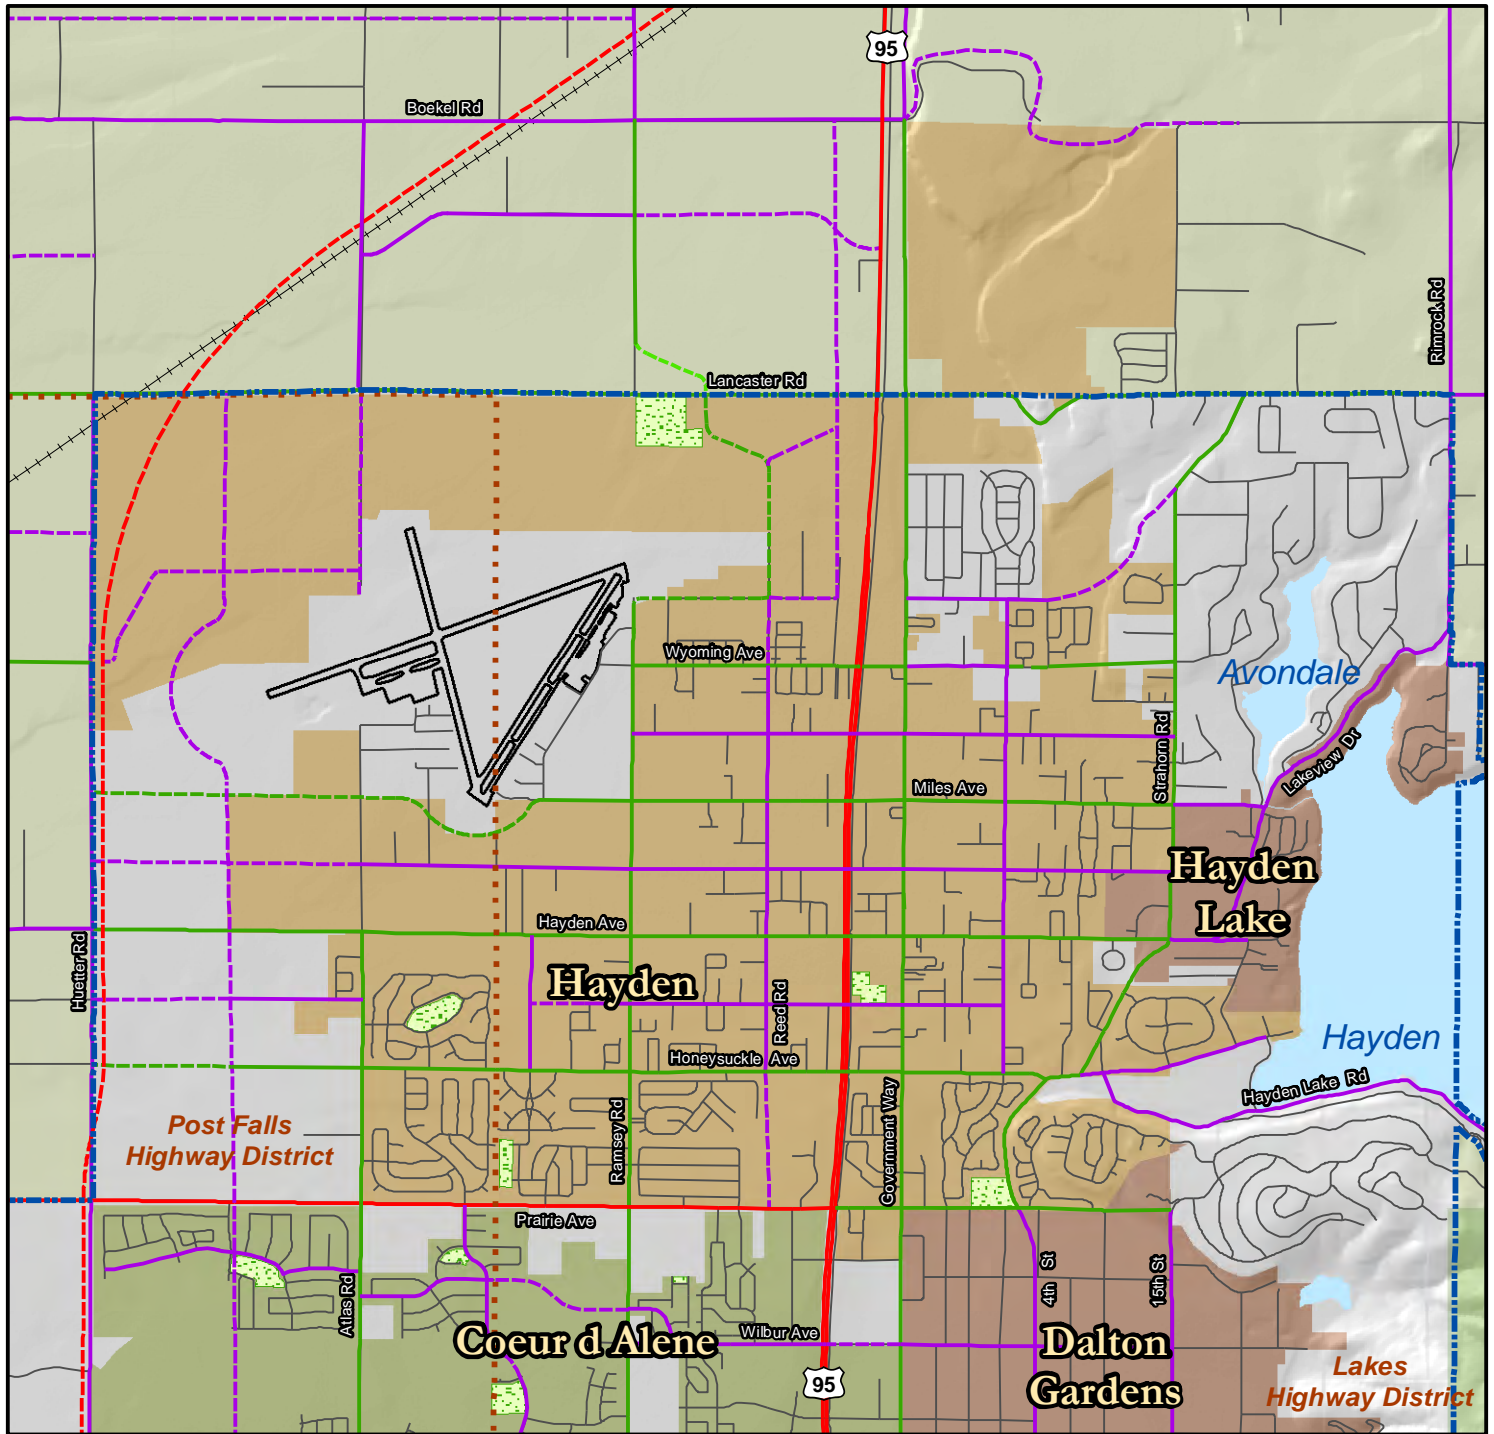 95
Boekel Rd
Rimrock Rd
Lancaster Rd
Wyoming Ave
Avondale
Strahorn Rd
Lakeview Dr
Miles Ave
Hayden
Lake
Hayden Ave
Huetter Rd
Hayden
Reed Rd
Hayden
Honeysuckle Ave
Hayden Lake Rd
Post Falls
Highway District
Ramsey Rd
Government Way
Prairie Ave
4th St
15th St
Atlas Rd
Coeur d Alene
Wilbur Ave
Dalton
Gardens
95
Lakes
Highway District